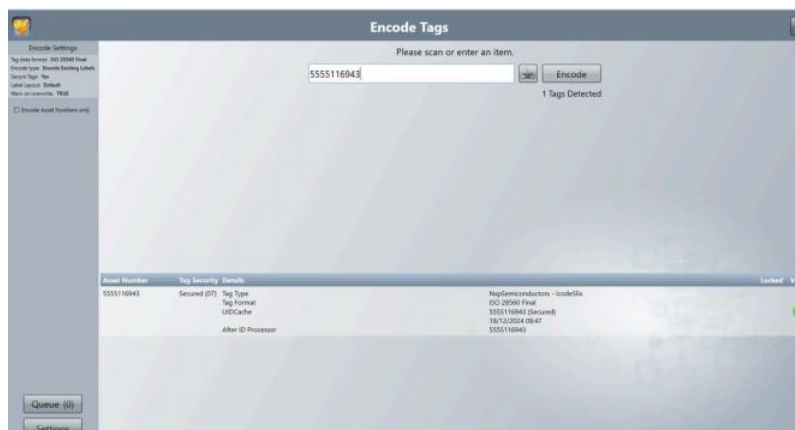 Encode Tags
Encode Settings
Tag data format: ISO 28560 Final
Encode type: Encode Existing Labels
Secure Tags: Yes
Label Layout: Default
Warn on overwrite: TRUE
Encode Asset Numbers only
Please scan or enter an item.
5555116943
Encode
1 Tags Detected
Asset Number Tag Security Details Locked
5555116943 Secured (07) Tag Type NxpSemiconductors - IcodeSlix
Tag Format ISO 28560 Final
UIDCache 5555116943 (Secured)
18/12/2024 08:47
After ID Processor 5555116943
Queue (0)
Settings